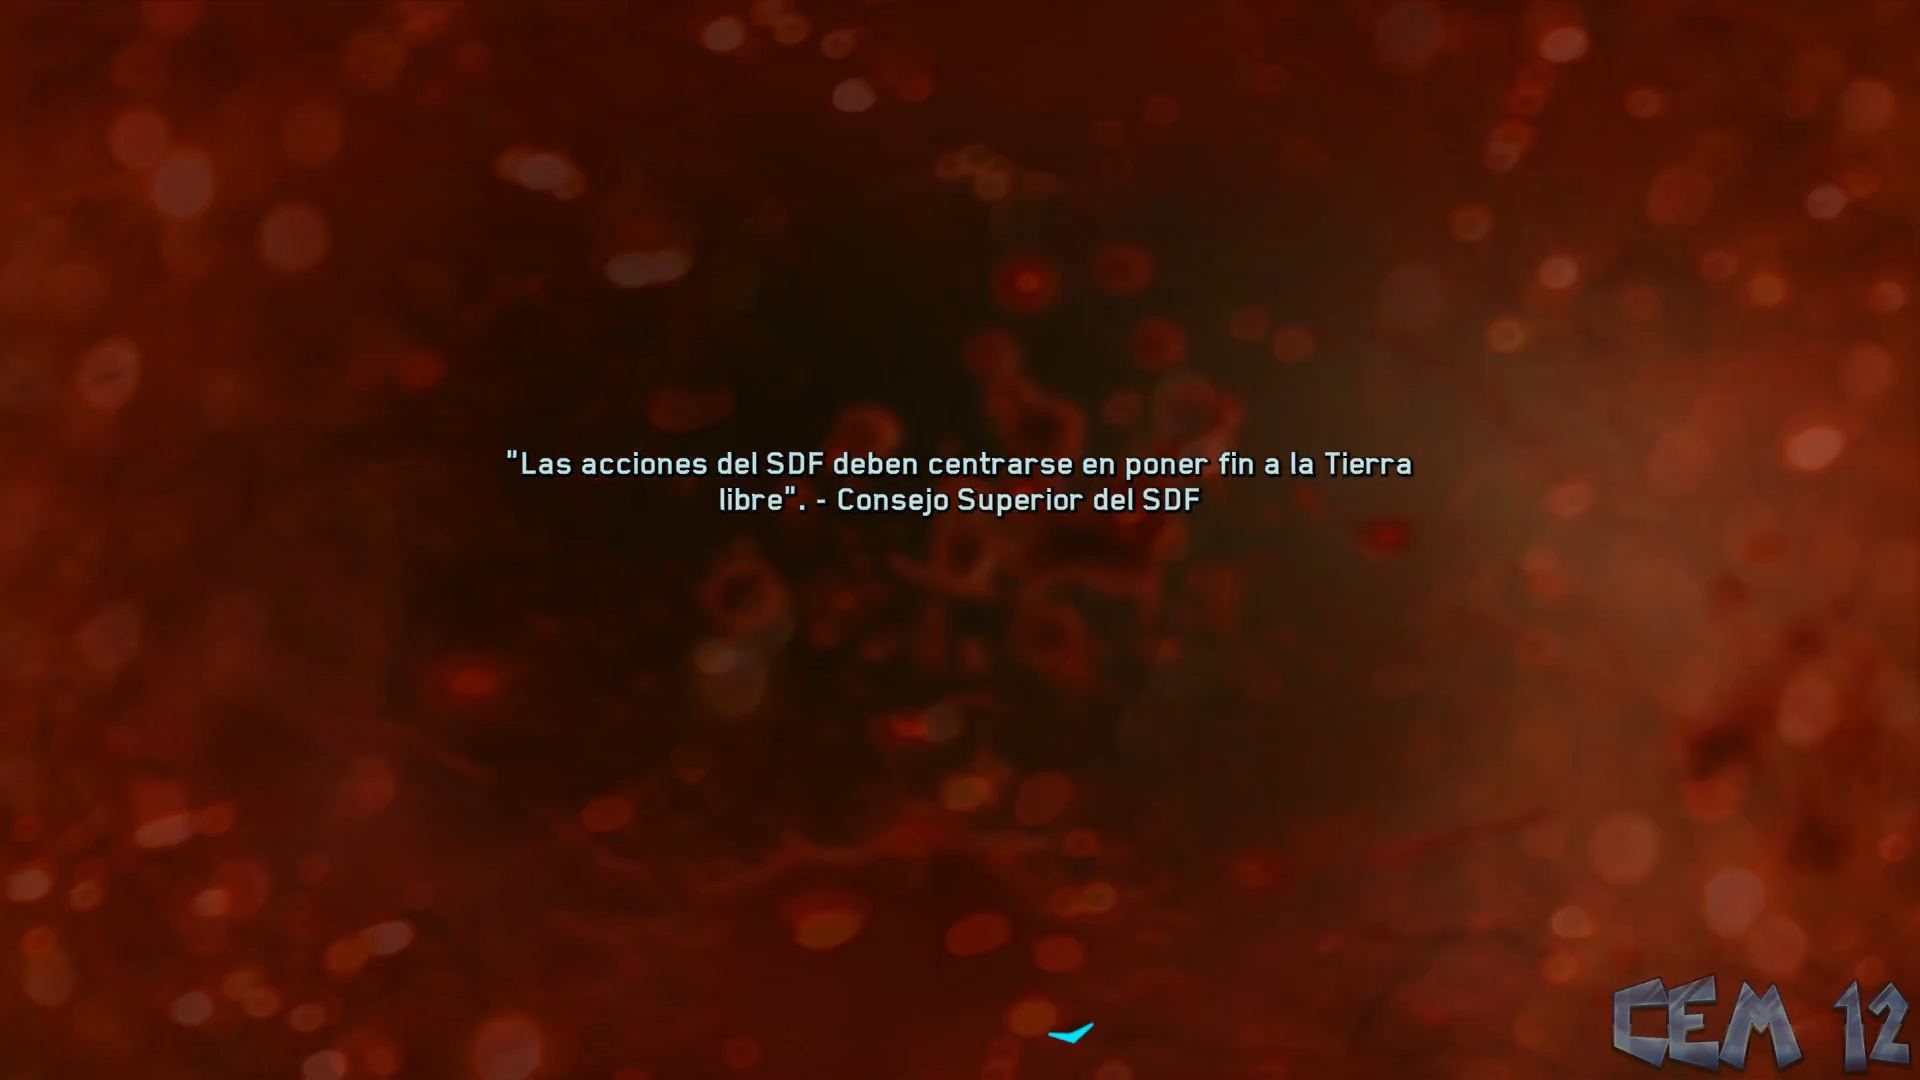 "Las acciones del SDF deben centrarse en poner fin a la Tierra
libre". - Consejo Superior del SDF
CEM 12